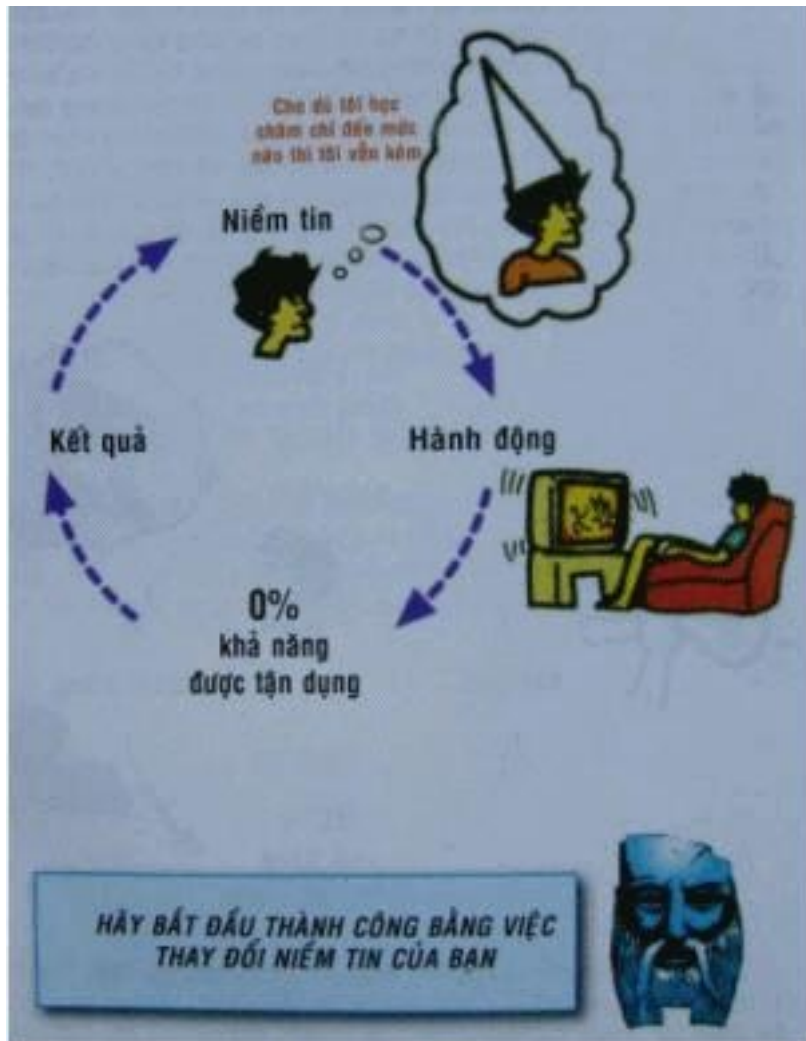 Cho dù tôi học
chăm chỉ đến mức
nào thì tôi vẫn kém
Niềm tin
Hành động
0%
khả năng
được tận dụng
Kết quả
HÃY BẮT ĐẦU THÀNH CÔNG BẰNG VIỆC
THAY ĐỔI NIỀM TIN CỦA BẠN